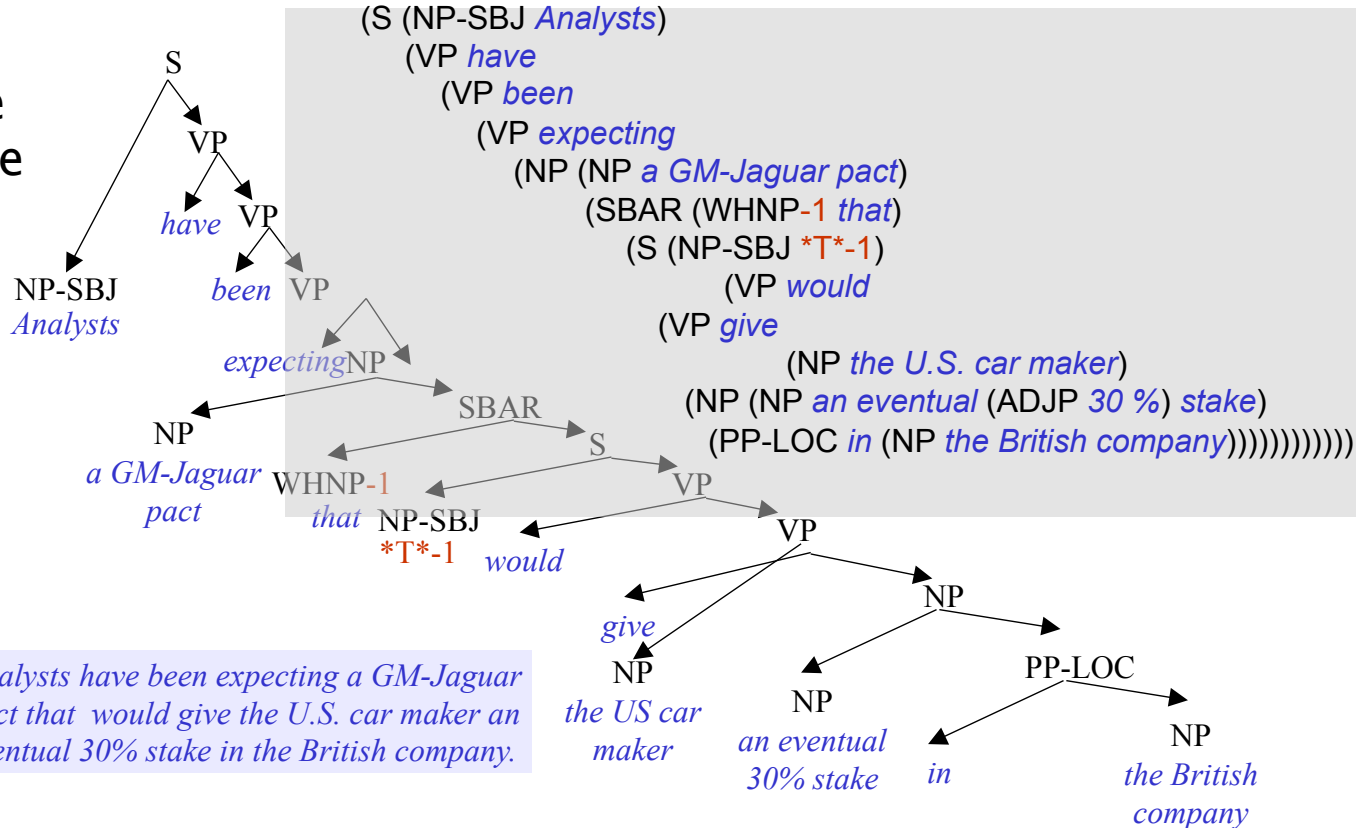 (S (NP-SBJ Analysts)
(VP have
(VP been
(VP expecting
(NP (NP a GM-Jaguar pact)
(SBAR (WHNP-1 that)
(S (NP-SBJ *T*-1)
(VP would
(VP give
(NP the U.S. car maker)
(NP (NP an eventual (ADJP 30 %) stake)
(PP-LOC in (NP the British company))))))))))))
S
VP
have VP
NP-SBJ been VP
Analysts
expecting NP
SBAR
NP S
a GM-Jaguar WHNP-1 VP
pact that NP-SBJ VP
*T*-1 would
NP
give
NP NP PP-LOC
the US car an eventual in NP
maker 30% stake the British
company
have been expecting a GM-Jaguar
that would give the U.S. car maker an
30% stake in the British company.